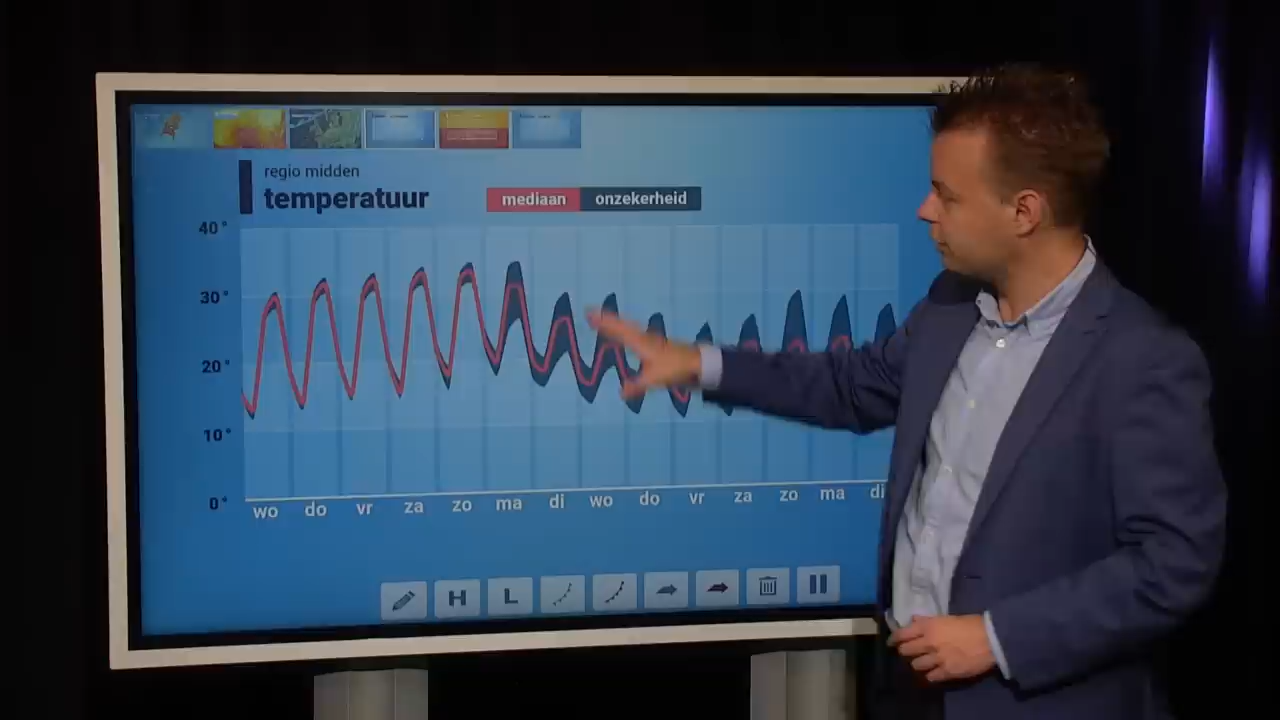 regio midden
temperatuur
mediaan onzekerheid
40°
30°
20°
10°
0°
wo do vr za zo ma di wo do vr za zo ma di
H L